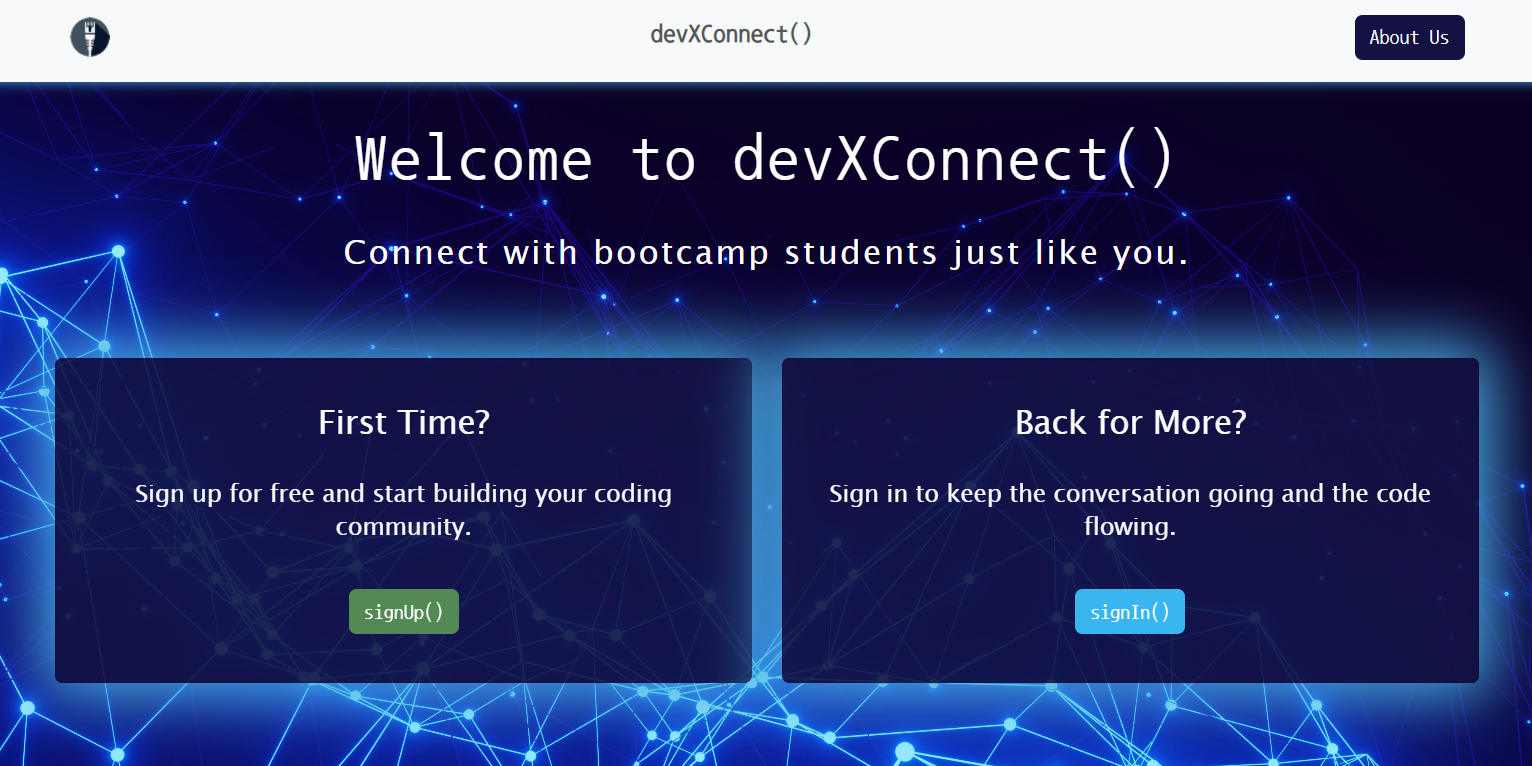 devXConnect()
About Us
Welcome to devXConnect()
Connect with bootcamp students just like you.
First Time?
Sign up for free and start building your coding
community.
signUp()
Back for More?
Sign in to keep the conversation going and the code
flowing.
signIn()